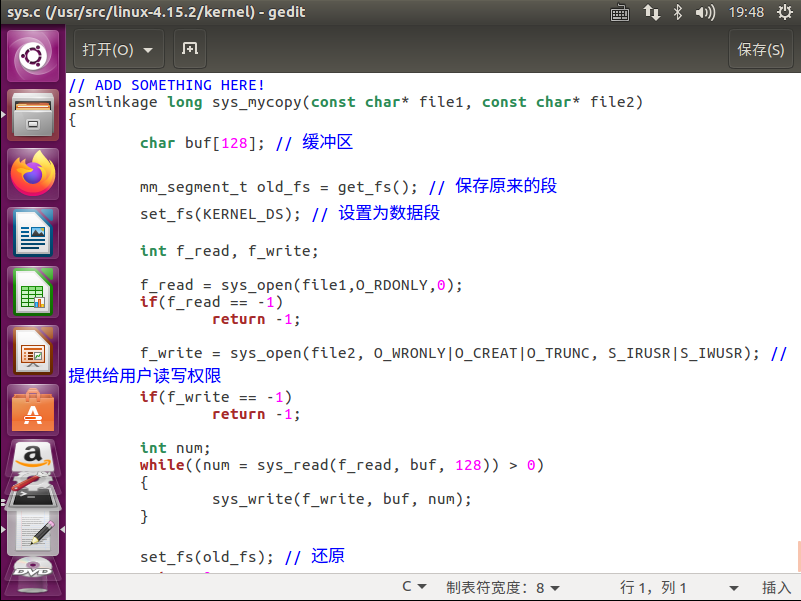 sys.c (/usr/src/linux-4.15.2/kernel) - gedit
19:48
打开(O)
保存(S)
// ADD SOMETHING HERE!
asmlinkage long sys_mycopy(const char* file1, const char* file2)
{
char buf[128]; // 缓冲区
mm_segment_t old_fs = get_fs(); // 保存原来的段
set_fs(KERNEL_DS); // 设置为数据段
int f_read, f_write;
f_read = sys_open(file1,O_RDONLY,0);
if(f_read == -1)
return -1;
f_write = sys_open(file2, O_WRONLY|O_CREAT|O_TRUNC, S_IRUSR|S_IWUSR); //
提供给用户读写权限
if(f_write == -1)
return -1;
int num;
while((num = sys_read(f_read, buf, 128)) > 0)
{
sys_write(f_write, buf, num);
}
set_fs(old_fs); // 还原
C
制表符宽度：8
行 1，列 1
插入